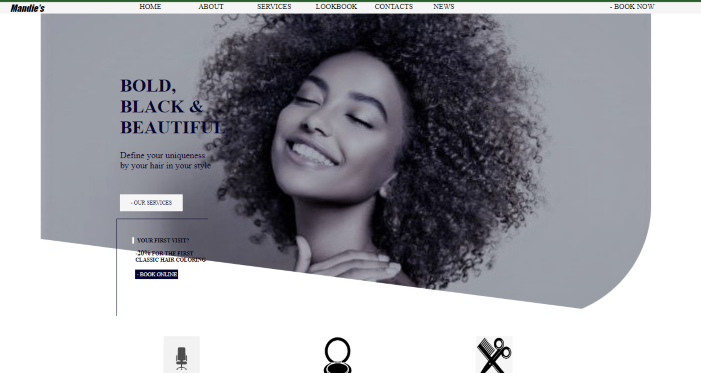 Mandie's
HOME ABOUT SERVICES LOOKBOOK CONTACTS NEWS - BOOK NOW
BOLD,
BLACK &
BEAUTIFUL
Define your uniqueness
by your hair in your style
- OUR SERVICES
YOUR FIRST VISIT?
-20% FOR THE FIRST
CLASSIC HAIR COLORING
- BOOK ONLINE